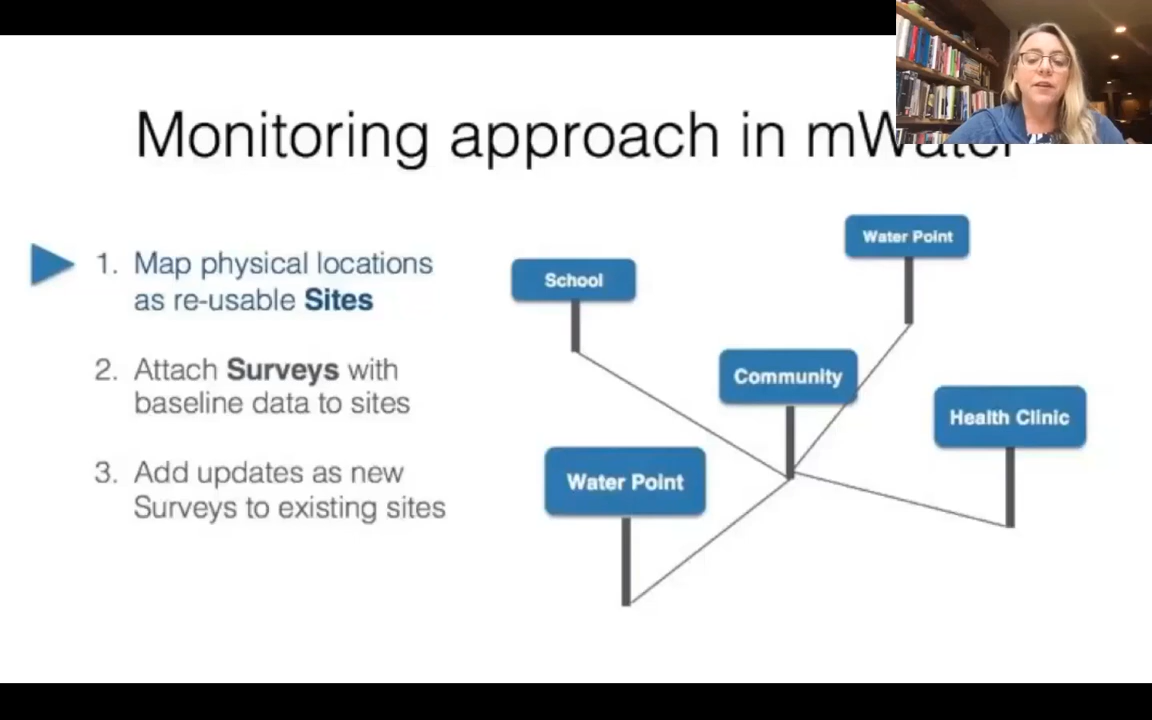 Monitoring approach in mWater
1. Map physical locations
as re-usable Sites
2. Attach Surveys with
baseline data to sites
3. Add updates as new
Surveys to existing sites
Water Point
School
Community
Health Clinic
Water Point